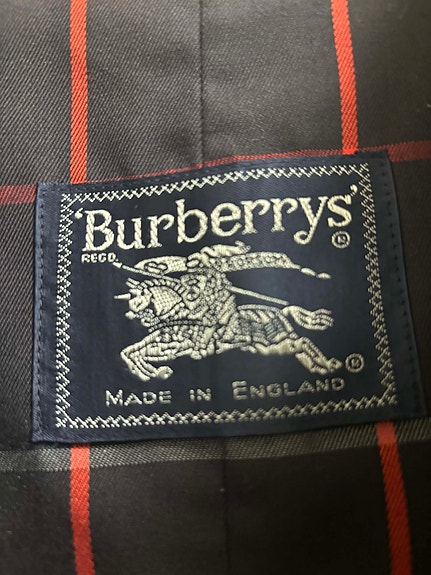 'Burberrys'
REGD. ®
®
MADE IN ENGLAND